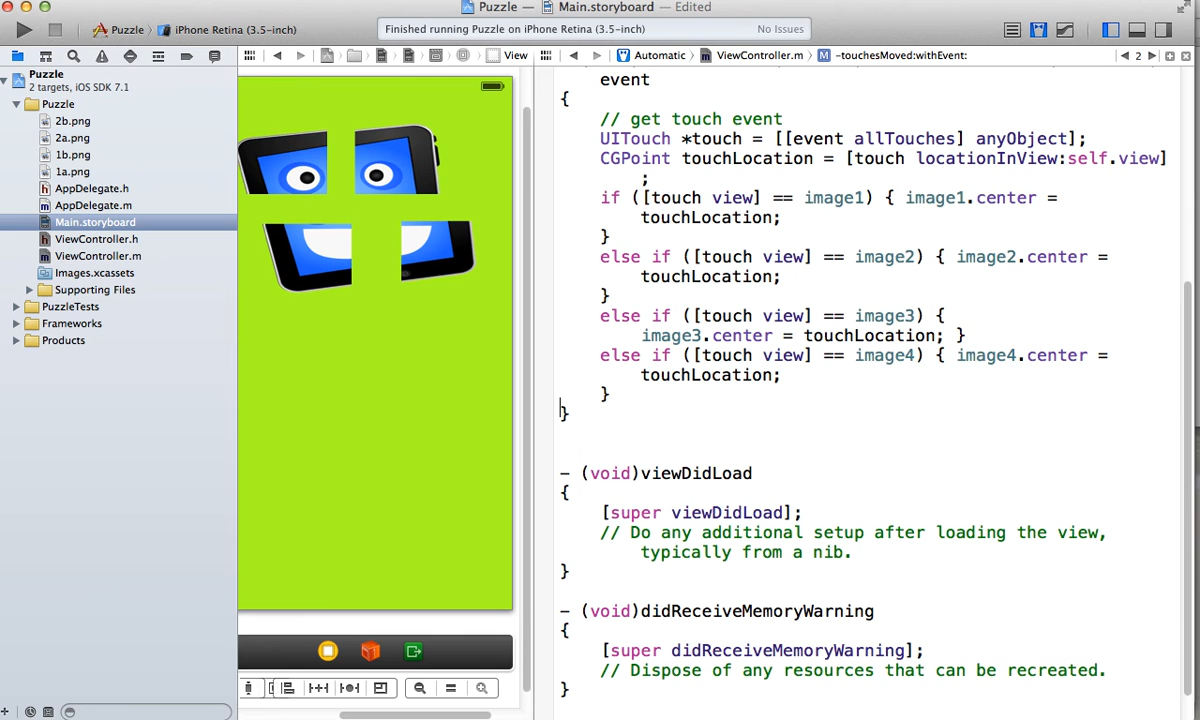 Puzzle — Main.storyboard — Edited
Puzzle iPhone Retina (3.5-inch)
Finished running Puzzle on iPhone Retina (3.5-inch) No Issues
View
Automatic ViewController.m -touchesMoved:withEvent: 2
Puzzle
2 targets, iOS SDK 7.1
Puzzle
2b.png
2a.png
1b.png
1a.png
AppDelegate.h
AppDelegate.m
Main.storyboard
ViewController.h
ViewController.m
Images.xcassets
Supporting Files
PuzzleTests
Frameworks
Products
event
{
// get touch event
UITouch *touch = [[event allTouches] anyObject];
CGPoint touchLocation = [touch locationInView:self.view]
;
if ([touch view] == image1) { image1.center =
touchLocation;
}
else if ([touch view] == image2) { image2.center =
touchLocation;
}
else if ([touch view] == image3) {
image3.center = touchLocation; }
else if ([touch view] == image4) { image4.center =
touchLocation;
}
}
- (void)viewDidLoad
{
[super viewDidLoad];
// Do any additional setup after loading the view,
typically from a nib.
}
- (void)didReceiveMemoryWarning
{
[super didReceiveMemoryWarning];
// Dispose of any resources that can be recreated.
}